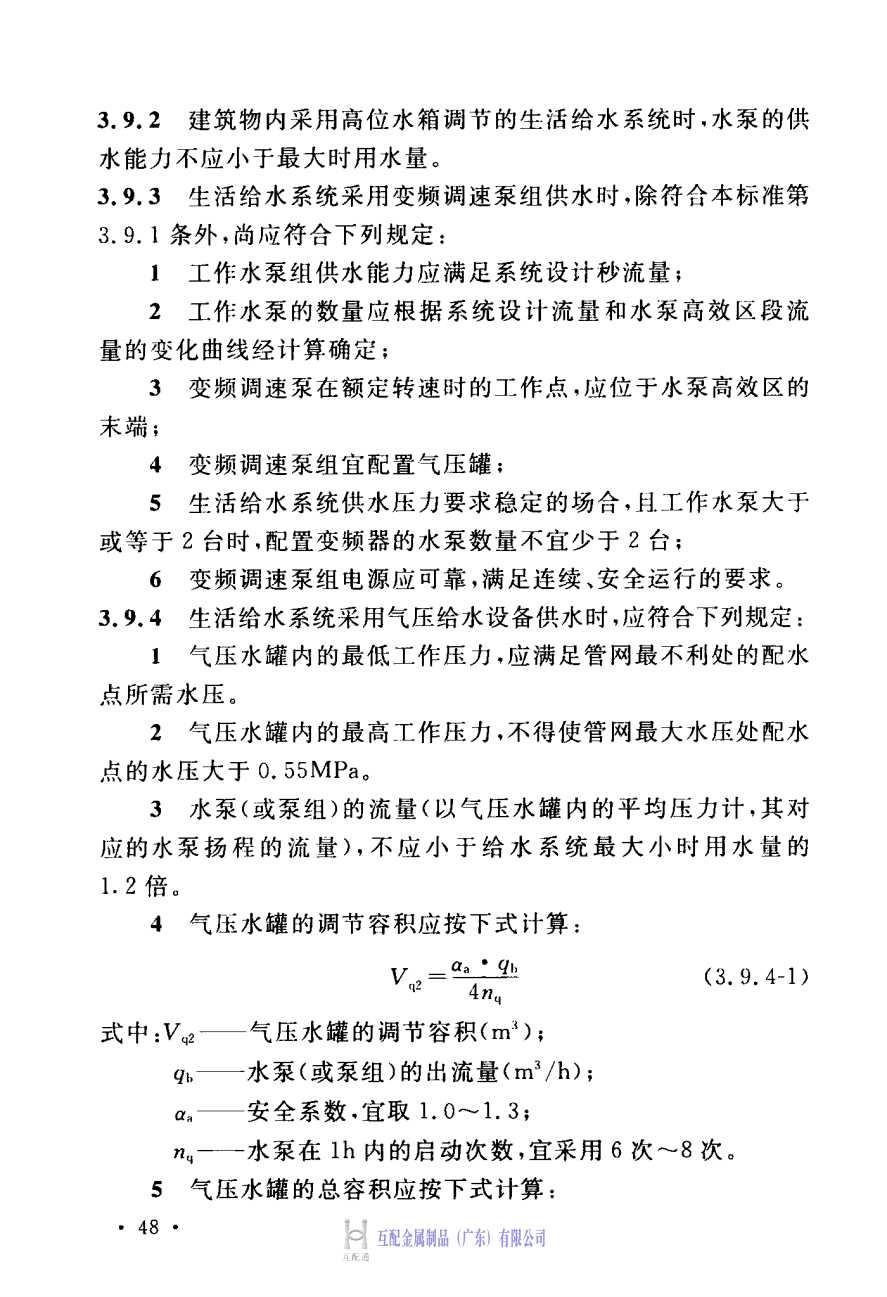 3.9.2 建筑物内采用高位水箱调节的生活给水系统时,水泵的供
水能力不应小于最大时用水量。
3.9.3 生活给水系统采用变频调速泵组供水时,除符合本标准第
3.9.1条外,尚应符合下列规定:
1 工作水泵组供水能力应满足系统设计秒流量;
2 工作水泵的数量应根据系统设计流量和水泵高效区段流
量的变化曲线经计算确定;
3 变频调速泵在额定转速时的工作点,应位于水泵高效区的
末端;
4 变频调速泵组宜配置气压罐;
5 生活给水系统供水压力要求稳定的场合,且工作水泵大于
或等于2台时,配置变频器的水泵数量不宜少于2台;
6 变频调速泵组电源应可靠,满足连续、安全运行的要求。
3.9.4 生活给水系统采用气压给水设备供水时,应符合下列规定:
1 气压水罐内的最低工作压力,应满足管网最不利处的配水
点所需水压。
2 气压水罐内的最高工作压力,不得使管网最大水压处配水
点的水压大于0.55MPa。
3 水泵(或泵组)的流量(以气压水罐内的平均压力计,其对
应的水泵扬程的流量),不应小于给水系统最大小时用水量的
1.2倍。
4 气压水罐的调节容积应按下式计算:
V_q2 = α_a · q_b / 4n_q (3.9.4-1)
式中:V_q2——气压水罐的调节容积(m³);
q_b——水泵(或泵组)的出流量(m³/h);
α_a——安全系数,宜取1.0~1.3;
n_q——水泵在1h内的启动次数,宜采用6次~8次。
5 气压水罐的总容积应按下式计算:
· 48 ·
互配通
互配金属制品(广东)有限公司